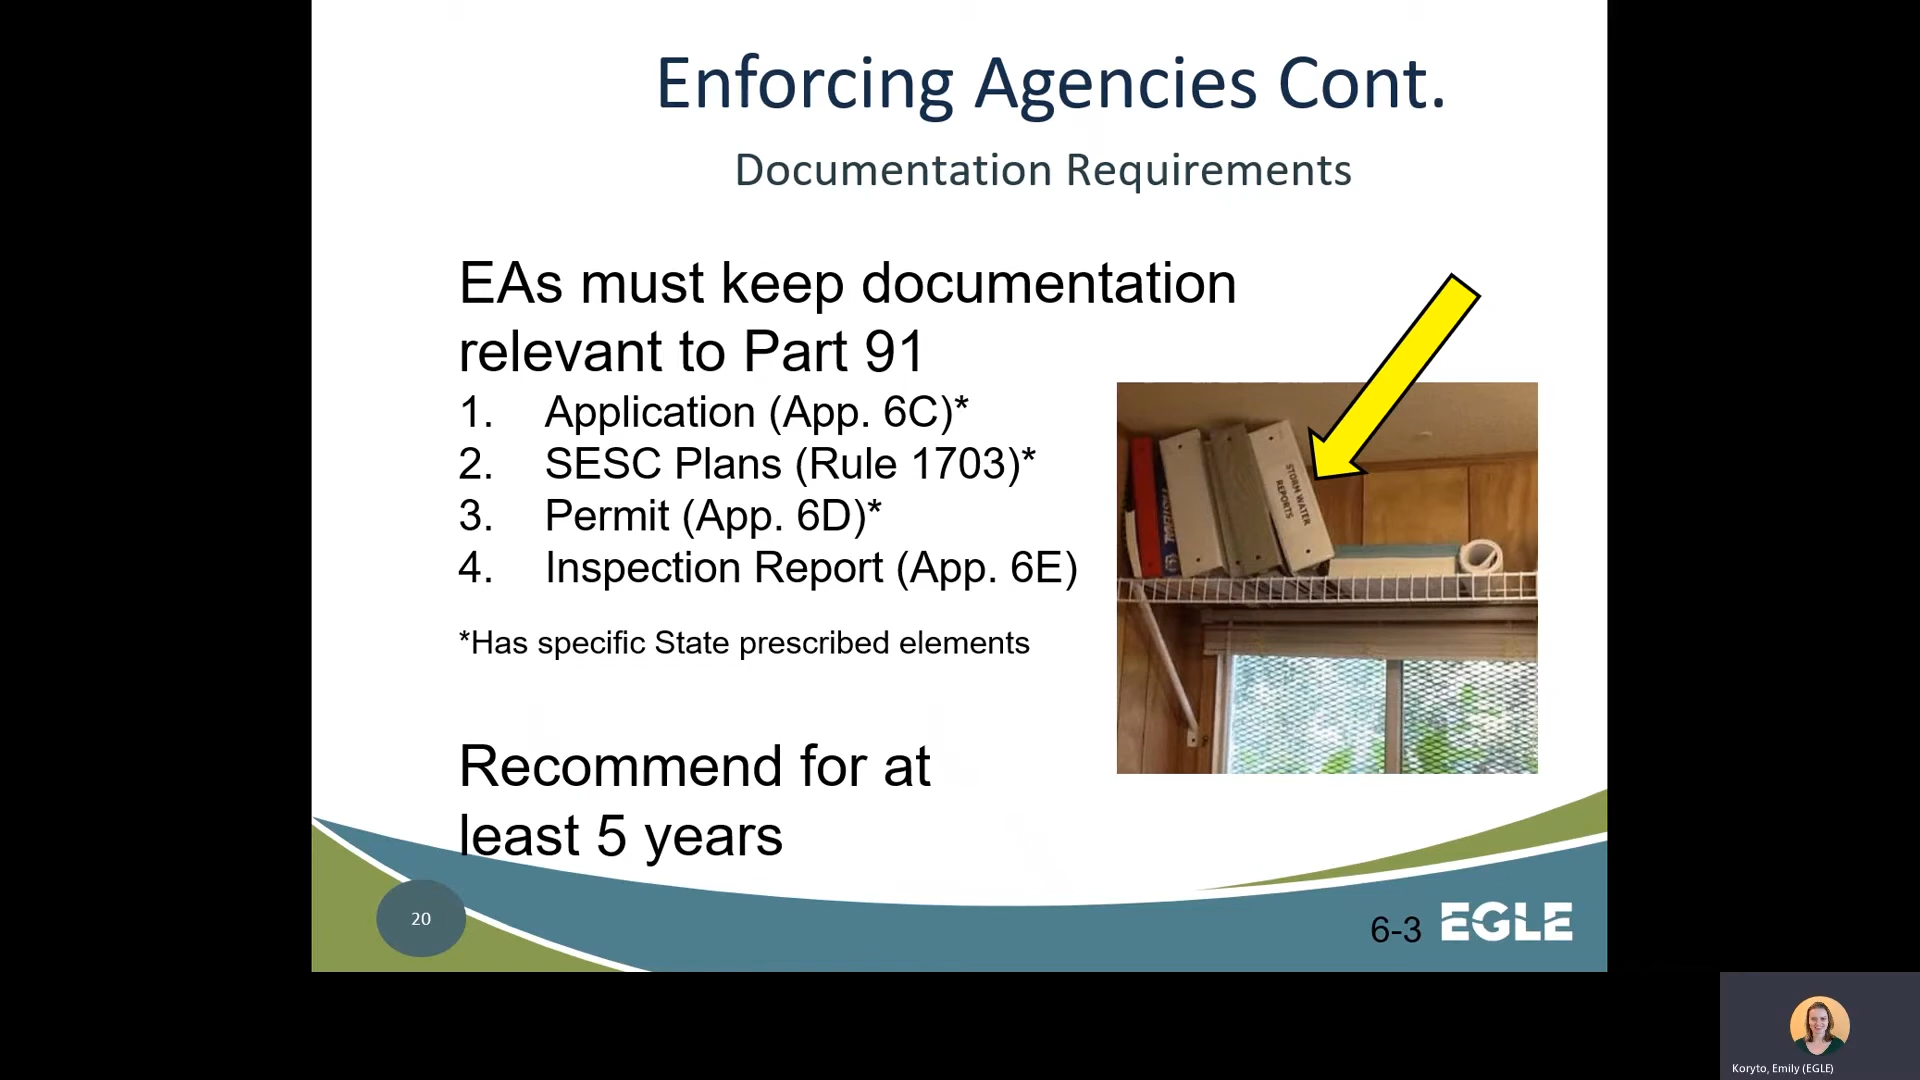 Enforcing Agencies Cont.
Documentation Requirements
EAs must keep documentation
relevant to Part 91
1. Application (App. 6C)*
2. SESC Plans (Rule 1703)*
3. Permit (App. 6D)*
4. Inspection Report (App. 6E)
*Has specific State prescribed elements
STORM WATER
REPORTS
Recommend for at
least 5 years
20
6-3 EGLE
Koryto, Emily (EGLE)